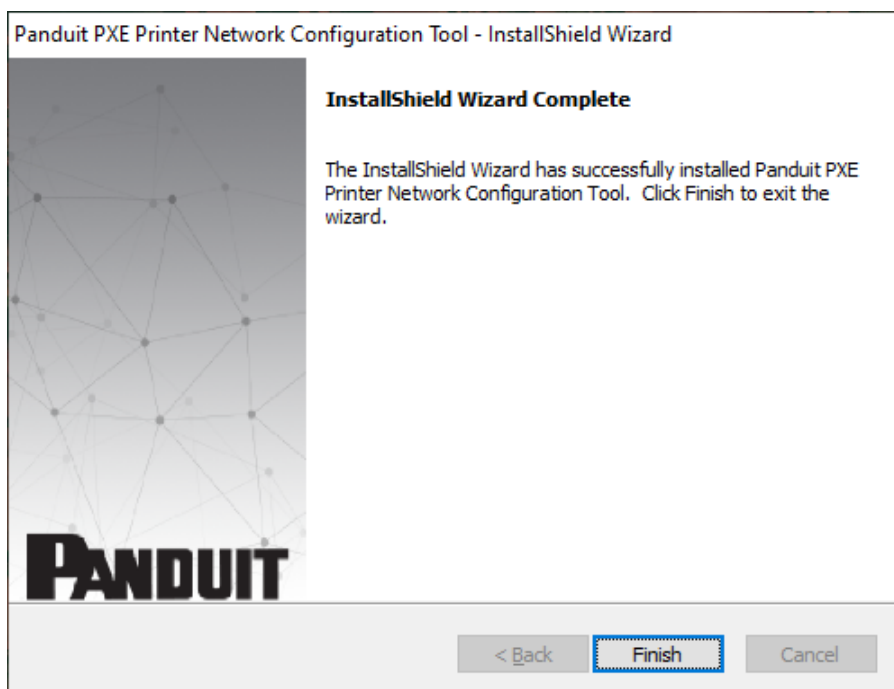 Panduit PXE Printer Network Configuration Tool - InstallShield Wizard
InstallShield Wizard Complete
The InstallShield Wizard has successfully installed Panduit PXE
Printer Network Configuration Tool.  Click Finish to exit the
wizard.
PANDUIT
< Back
Finish
Cancel